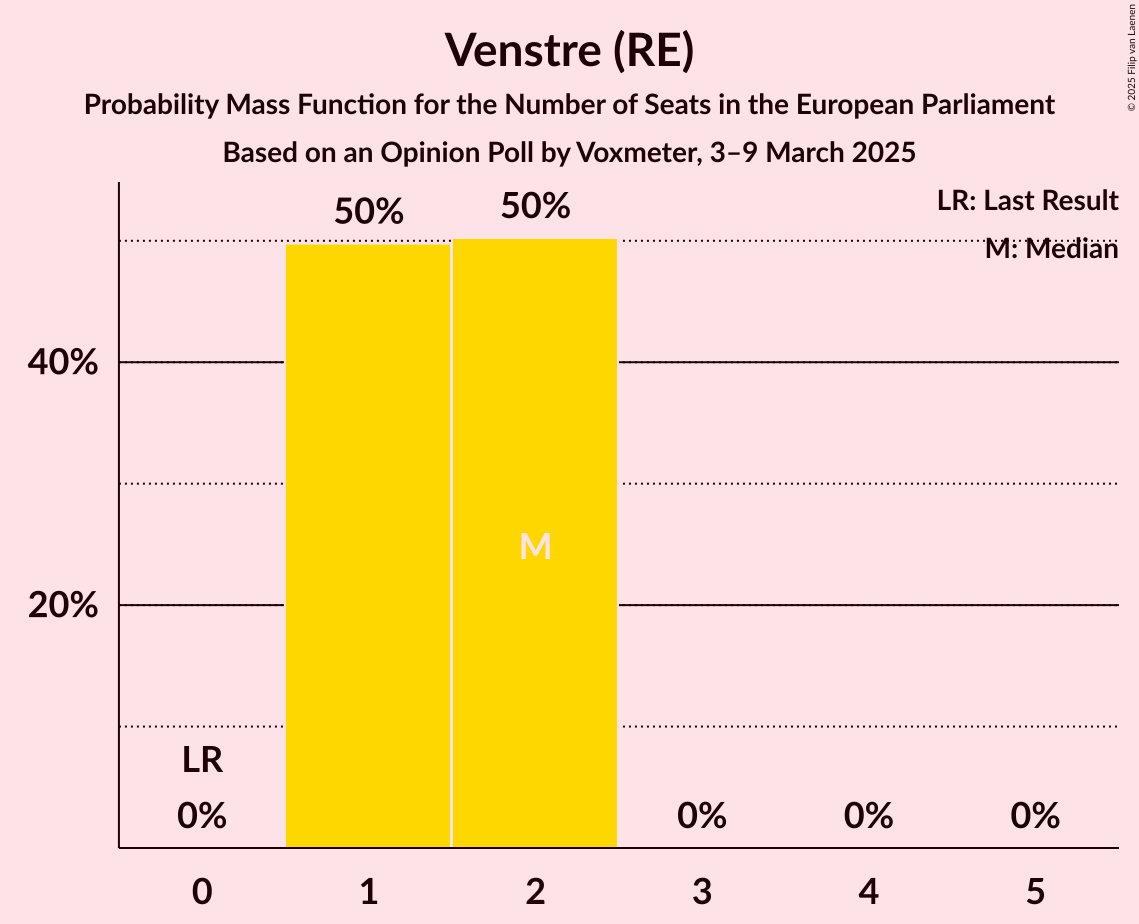 Venstre (RE)
Probability Mass Function for the Number of Seats in the European Parliament
Based on an Opinion Poll by Voxmeter, 3–9 March 2025
© 2025 Filip van Laenen
LR: Last Result
M: Median
50%
50%
40%
20%
M
LR
0%
0%
0%
0%
0
1
2
3
4
5